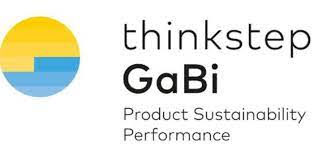 thinkstep
GaBi
Product Sustainability
Performance